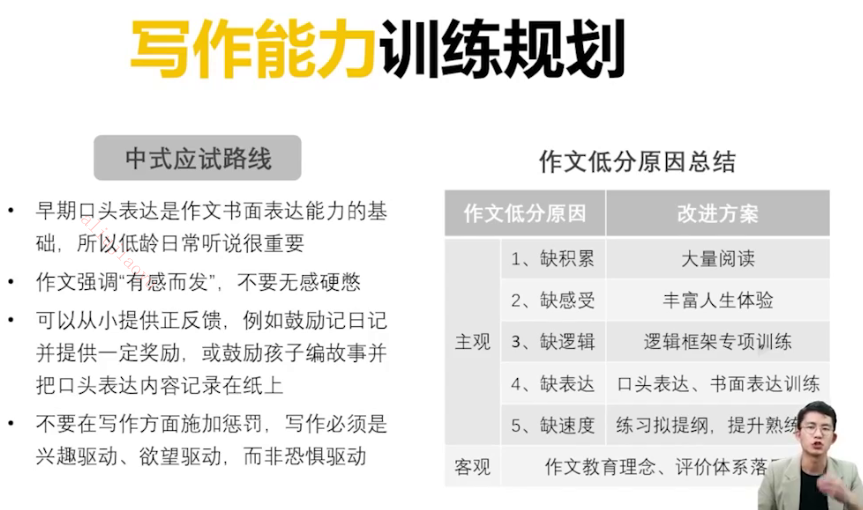 写作能力训练规划
中式应试路线
• 早期口头表达是作文书面表达能力的基
础，所以低龄日常听说很重要
• 作文强调“有感而发”，不要无感硬憋
• 可以从小提供正反馈，例如鼓励记日记
并提供一定奖励，或鼓励孩子编故事并
把口头表达内容记录在纸上
• 不要在写作方面施加惩罚，写作必须是
兴趣驱动、欲望驱动，而非恐惧驱动
作文低分原因总结
作文低分原因 改进方案
主观
1、缺积累 大量阅读
2、缺感受 丰富人生体验
3、缺逻辑 逻辑框架专项训练
4、缺表达 口头表达、书面表达训练
5、缺速度 练习拟提纲，提升熟练
客观 作文教育理念、评价体系落